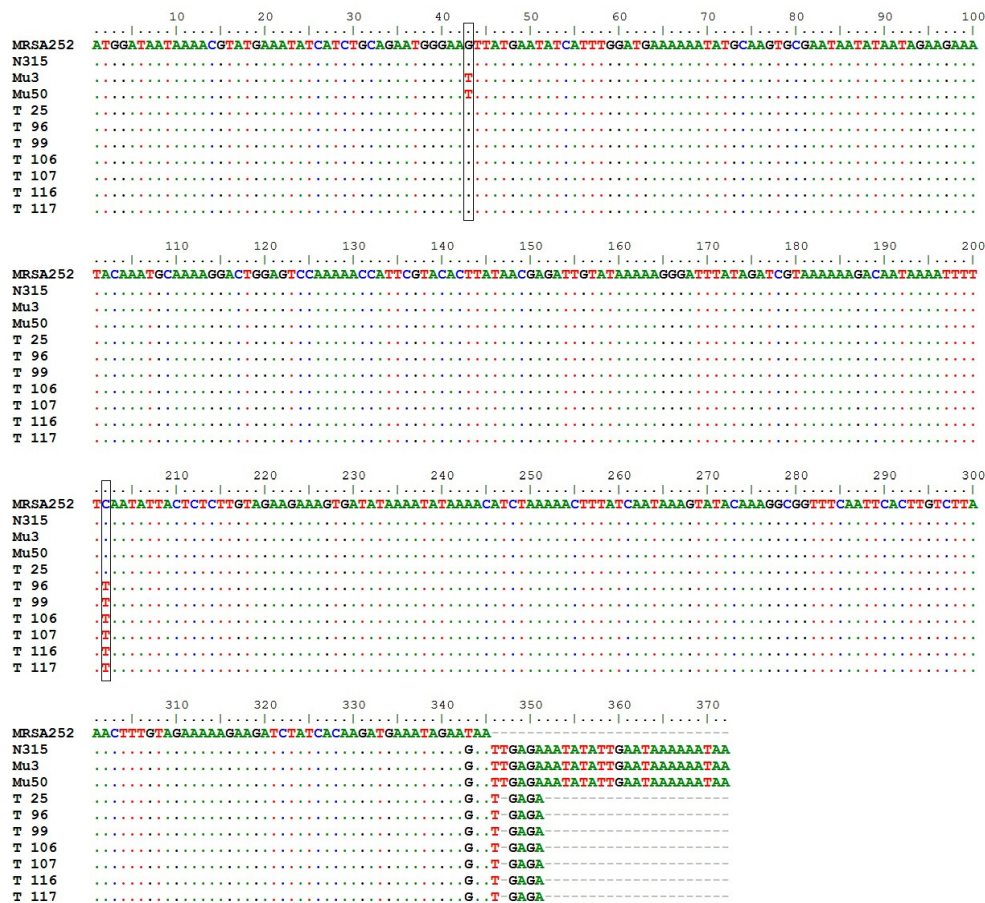 10 20 30 40 50 60 70 80 90 100
MRSA252 ATGGATAATAAAACGTATGAAATATCATCTGCAGAATGGGAAGTTATGAATATCATTTGGATGAAAAAATATGCAAGTGCGAATAATATAATAGAAGAAA
N315
Mu3 T
Mu50 T
T 25
T 96
T 99
T 106
T 107
T 116
T 117
110 120 130 140 150 160 170 180 190 200
MRSA252 TACAAATGCAAAAGGACTGGAGTCCAAAAACCATTCGTACACTTATAACGAGATTGTATAAAAAGGGATTTATAGATCGTAAAAAAGACAATAAAATTTT
N315
Mu3
Mu50
T 25
T 96
T 99
T 106
T 107
T 116
T 117
210 220 230 240 250 260 270 280 290 300
MRSA252 TCAATATTACTCTCTTGTAGAAGAAAGTGATATAAAATATAAAACATCTAAAAACTTTATCAATAAAGTATACAAAGGCGGTTTCAATTCACTTGTCTTA
N315
Mu3
Mu50
T 25
T 96 T
T 99 T
T 106 T
T 107 T
T 116 T
T 117 T
310 320 330 340 350 360 370
MRSA252 AACTTTGTAGAAAAAGAAGATCTATCACAAGATGAAATAGAATAA---------------------------
N315 G..TTGAGAAATATATTGAATAAAAAATAA
Mu3 G..TTGAGAAATATATTGAATAAAAAATAA
Mu50 G..TTGAGAAATATATTGAATAAAAAATAA
T 25 G..T-GAGA---------------------
T 96 G..T-GAGA---------------------
T 99 G..T-GAGA---------------------
T 106 G..T-GAGA---------------------
T 107 G..T-GAGA---------------------
T 116 G..T-GAGA---------------------
T 117 G..T-GAGA---------------------